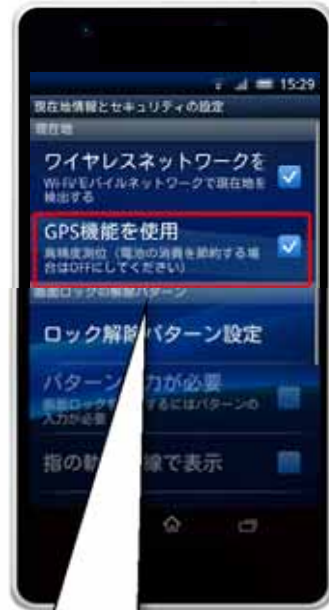 15:29
現在地情報とセキュリティの設定
現在地
ワイヤレスネットワークを
Wi-Fi/モバイルネットワークで現在地を
検出する
GPS機能を使用
高精度測位（電池の消費を節約する場
合はOFFにしてください）
画面ロックの解除パターン
ロック解除パターン設定
パターン入力が必要
画面ロックを
するにはパターンの
入力が必要
指の軌
線で表示